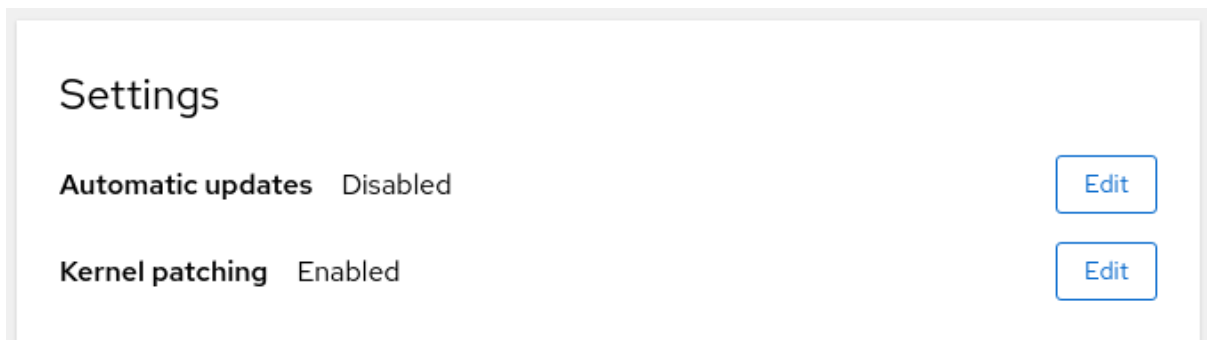 Settings
Automatic updates Disabled Edit
Kernel patching Enabled Edit